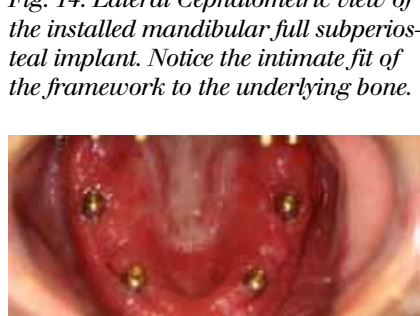 Fig. 14. Lateral Cephalometric view of
the installed mandibular full subperios-
teal implant. Notice the intimate fit of
the framework to the underlying bone.